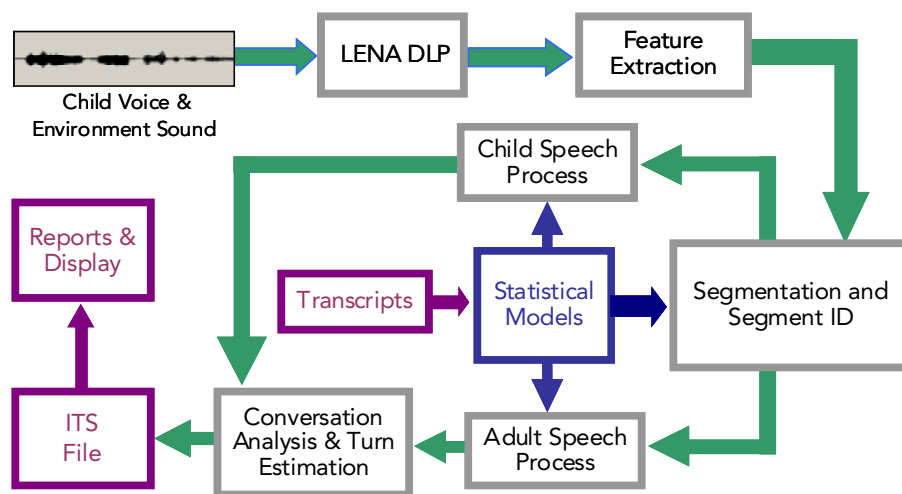 LENA DLP
Feature
Extraction
Child Voice &
Environment Sound
Child Speech
Process
Reports &
Display
Transcripts
Statistical
Models
Segmentation and
Segment ID
ITS
File
Conversation
Analysis & Turn
Estimation
Adult Speech
Process